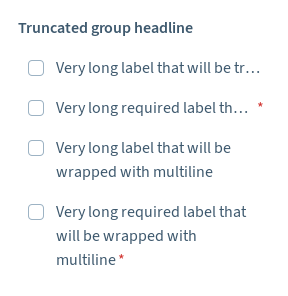 Truncated group headline
Very long label that will be tr…
Very long required label th… *
Very long label that will be
wrapped with multiline
Very long required label that
will be wrapped with
multiline *